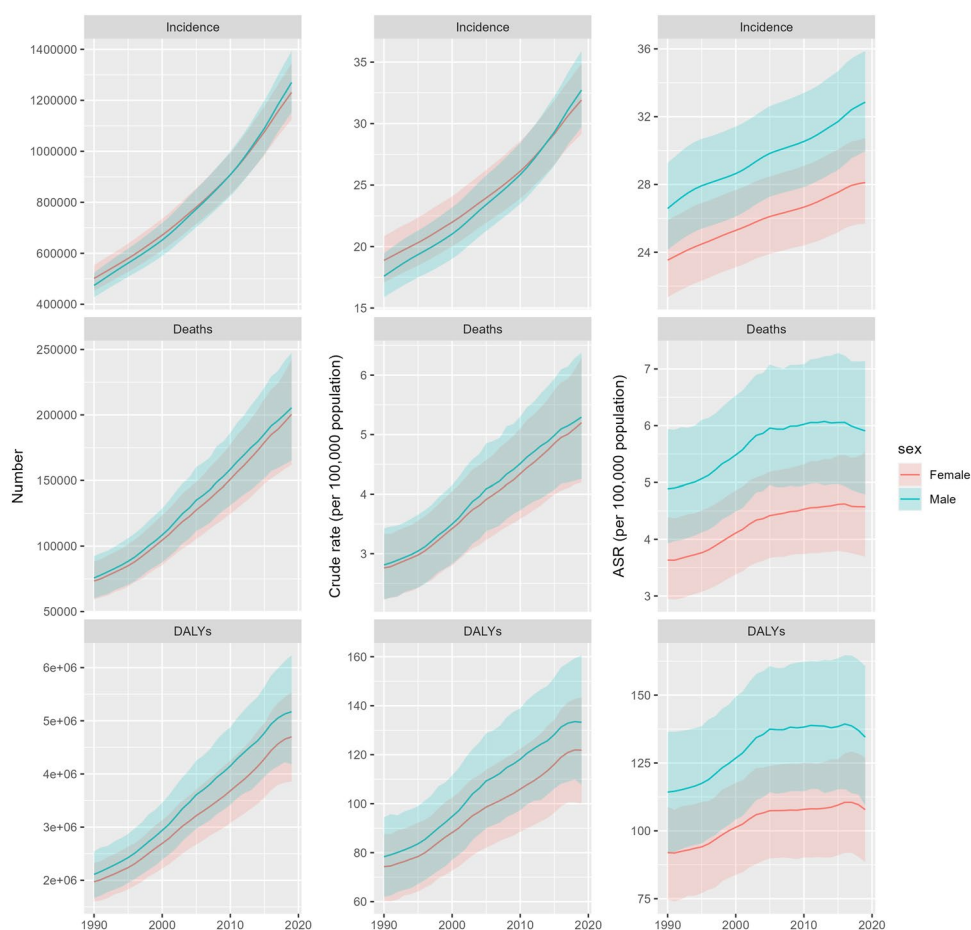 Incidence
Incidence
Incidence
1400000
1200000
1000000
800000
600000
400000
35
30
25
20
15
36
32
28
24
Deaths
Deaths
Deaths
Number
250000
200000
150000
100000
50000
Crude rate (per 100,000 population)
6
5
4
3
ASR (per 100,000 population)
7
6
5
4
3
sex
Female
Male
DALYs
DALYs
DALYs
6e+06
5e+06
4e+06
3e+06
2e+06
160
140
120
100
80
60
150
125
100
75
1990 2000 2010 2020
1990 2000 2010 2020
1990 2000 2010 2020